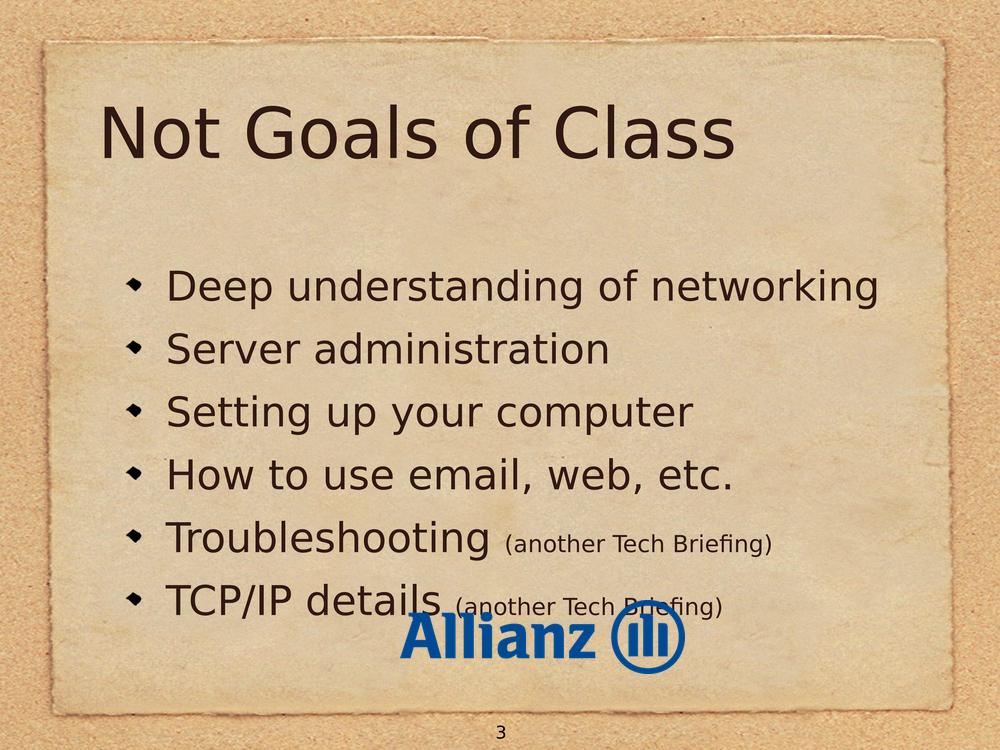 Not Goals of Class
Deep understanding of networking
Server administration
Setting up your computer
How to use email, web, etc.
Troubleshooting (another Tech Briefing)
TCP/IP details (another Tech Briefing)
Allianz
3